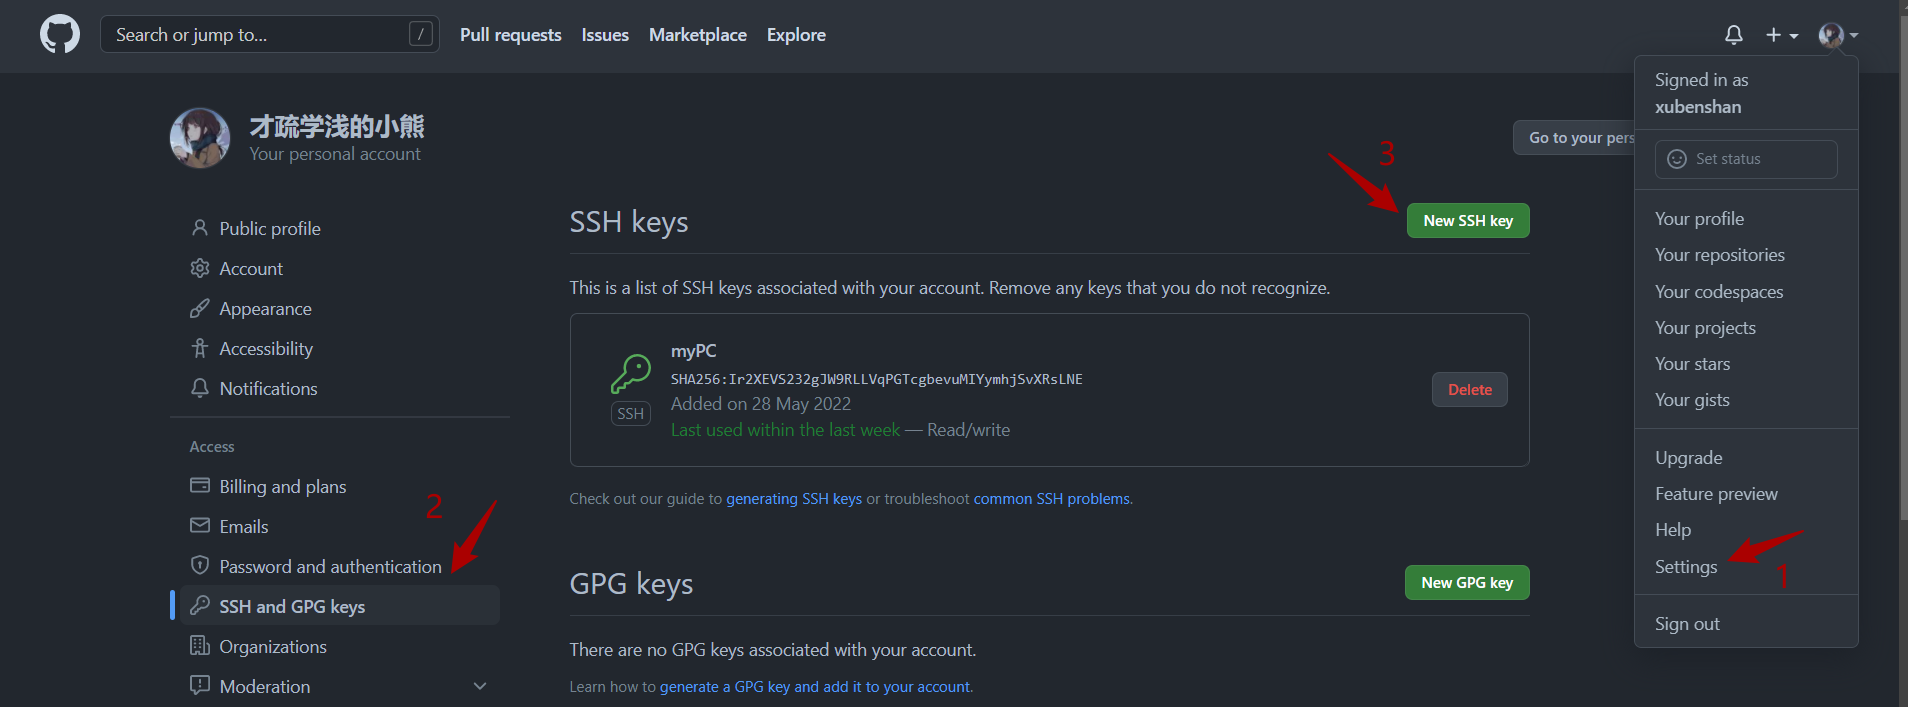 Search or jump to... /
Pull requests
Issues
Marketplace
Explore
Signed in as
xubenshan
Set status
Your profile
Your repositories
Your codespaces
Your projects
Your stars
Your gists
Upgrade
Feature preview
Help
Settings
1
Sign out
才疏学浅的小熊
Your personal account
Go to your pers
Public profile
Account
Appearance
Accessibility
Notifications
Access
Billing and plans
2
Emails
Password and authentication
SSH and GPG keys
Organizations
Moderation
3
SSH keys
New SSH key
This is a list of SSH keys associated with your account. Remove any keys that you do not recognize.
myPC
SHA256:Ir2XEVS232gJW9RLLVqPGTcgbevuMIYymhjSvXRsLNE
SSH
Added on 28 May 2022
Last used within the last week — Read/write
Delete
Check out our guide to generating SSH keys or troubleshoot common SSH problems.
GPG keys
New GPG key
There are no GPG keys associated with your account.
Learn how to generate a GPG key and add it to your account.